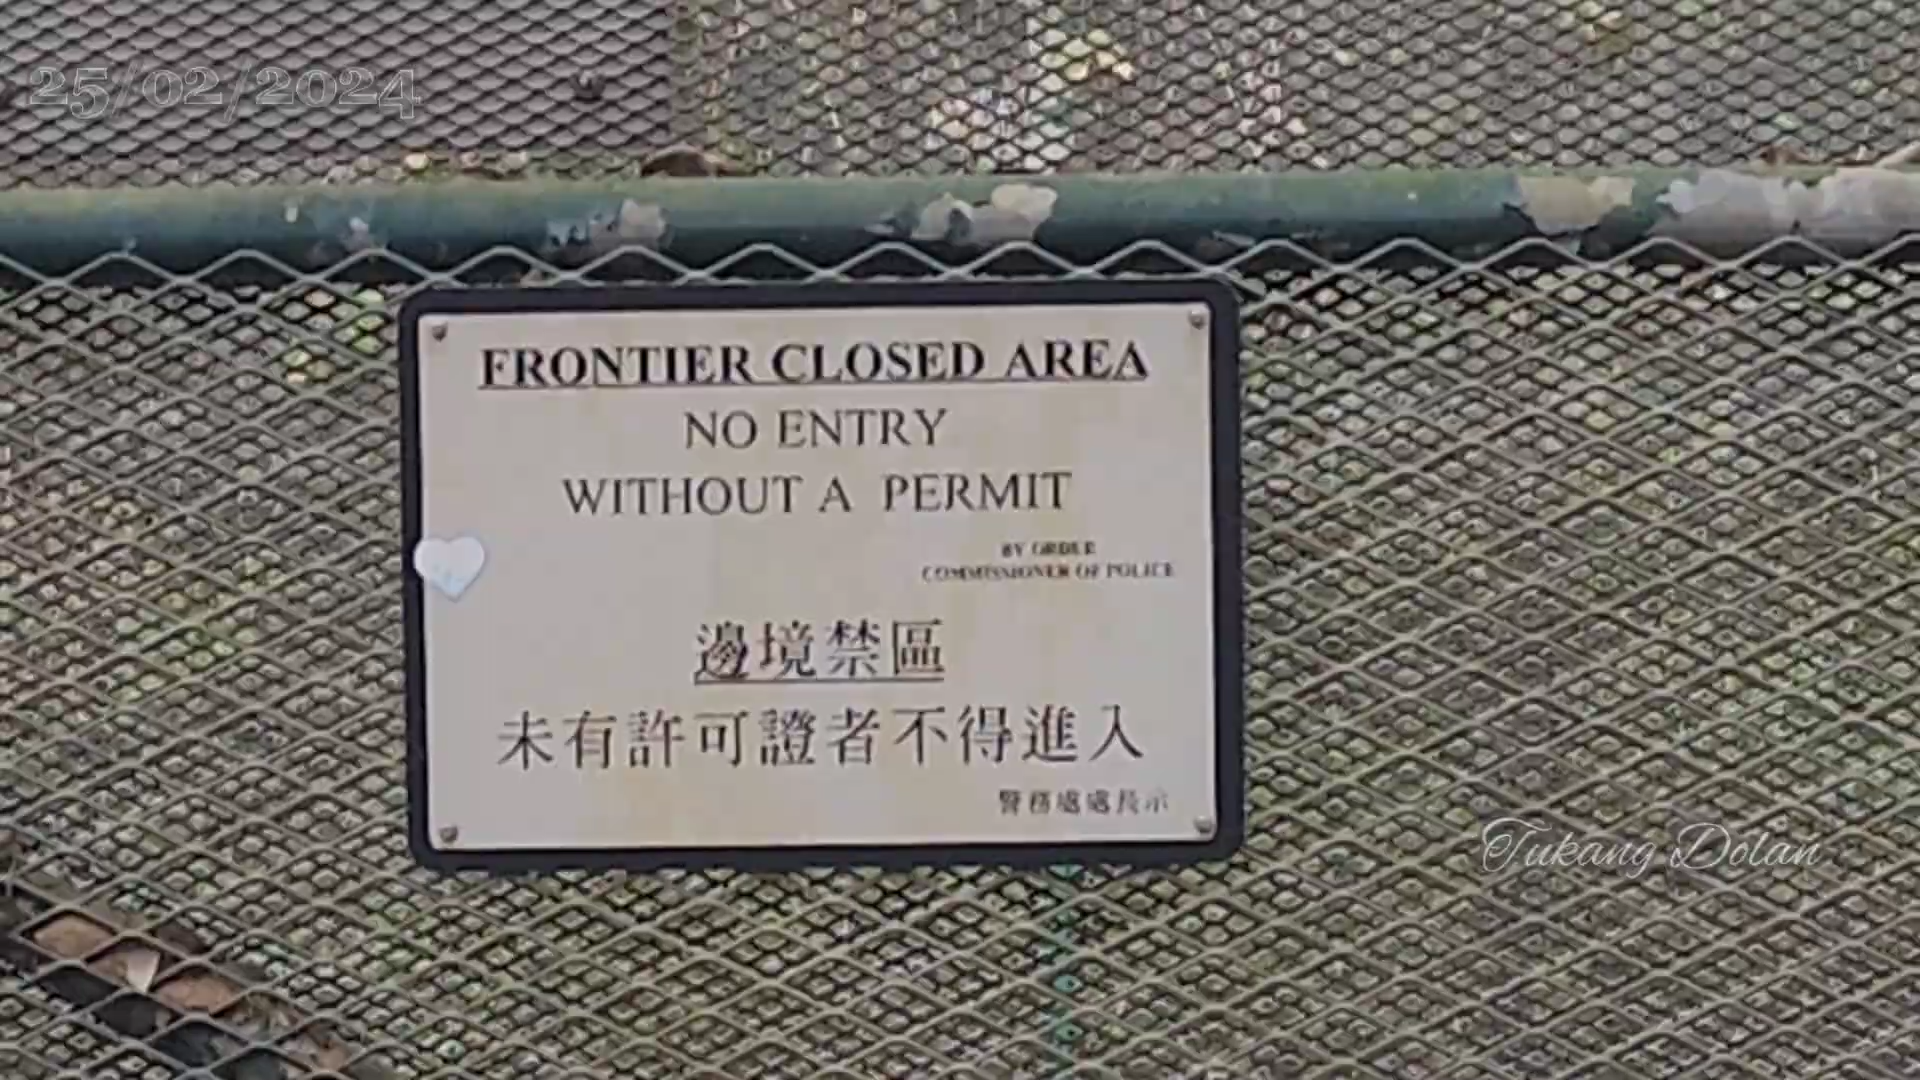 25/02/2024
FRONTIER CLOSED AREA
NO ENTRY
WITHOUT A PERMIT
BY ORDER
COMMISSIONER OF POLICE
邊境禁區
未有許可證者不得進入
警務處處長示
Tukang Dolan